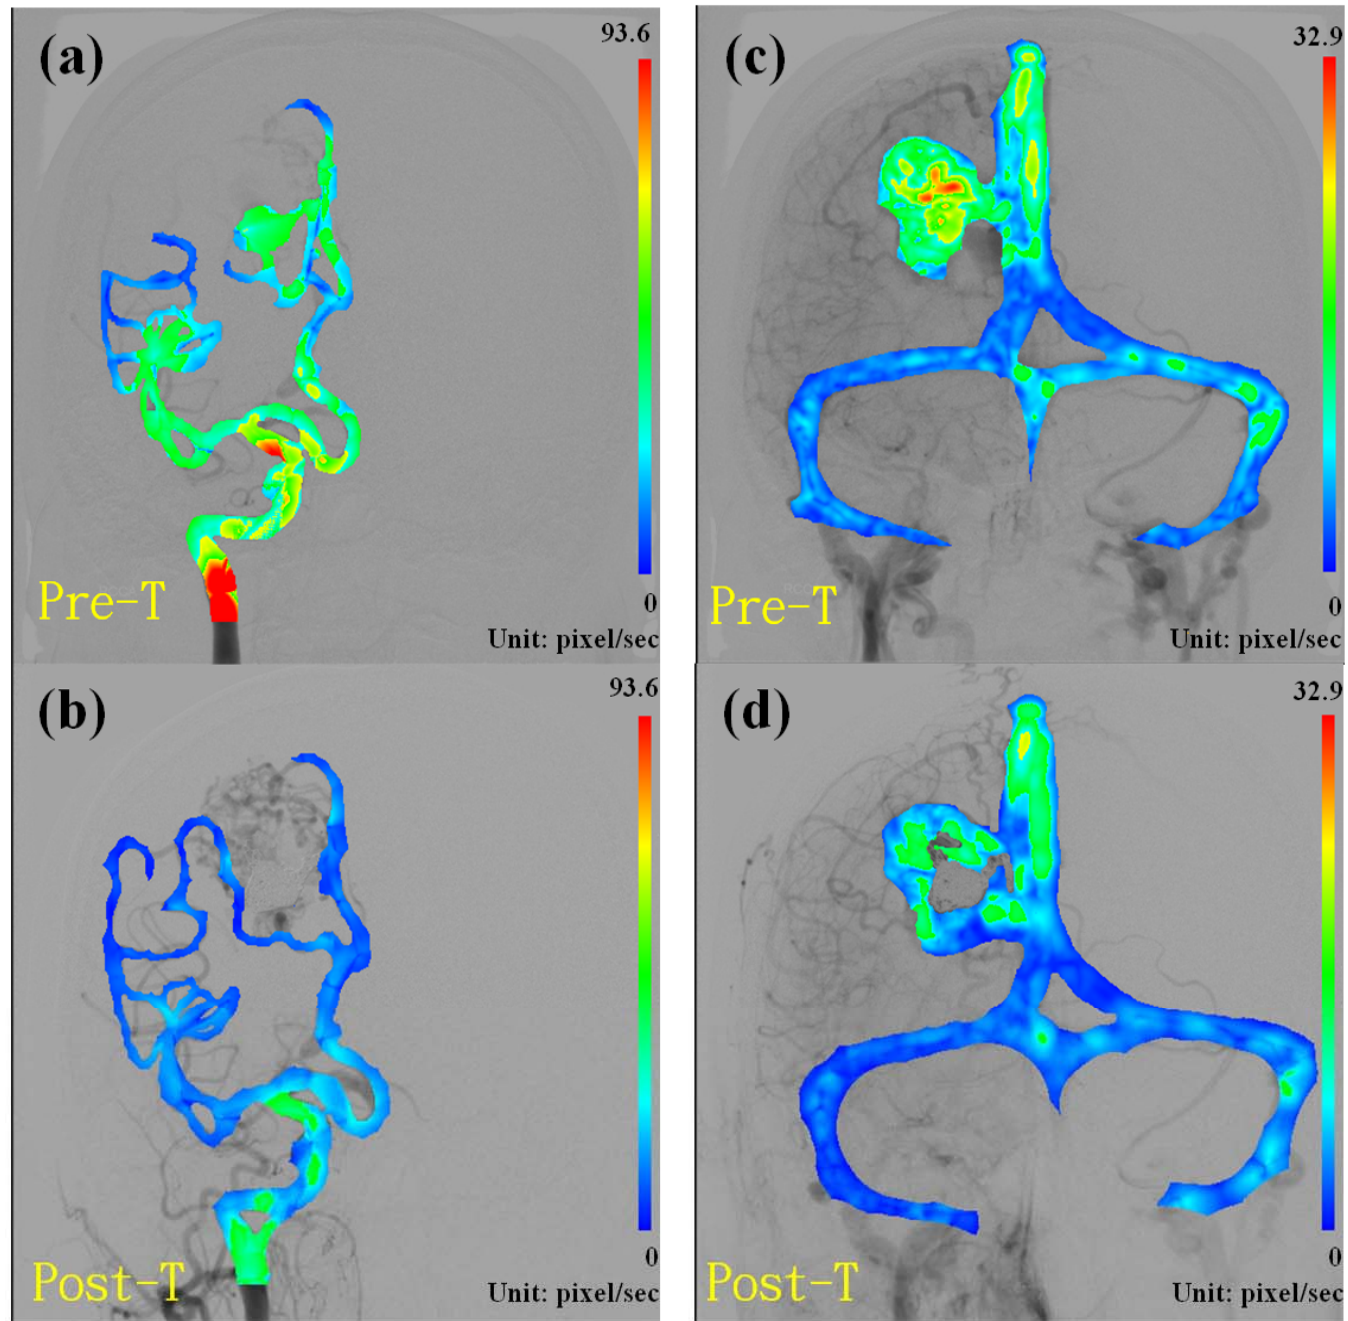 (a)
93.6
Pre-T
0
Unit: pixel/sec
(c)
32.9
Pre-T
0
Unit: pixel/sec
(b)
93.6
Post-T
0
Unit: pixel/sec
(d)
32.9
Post-T
0
Unit: pixel/sec